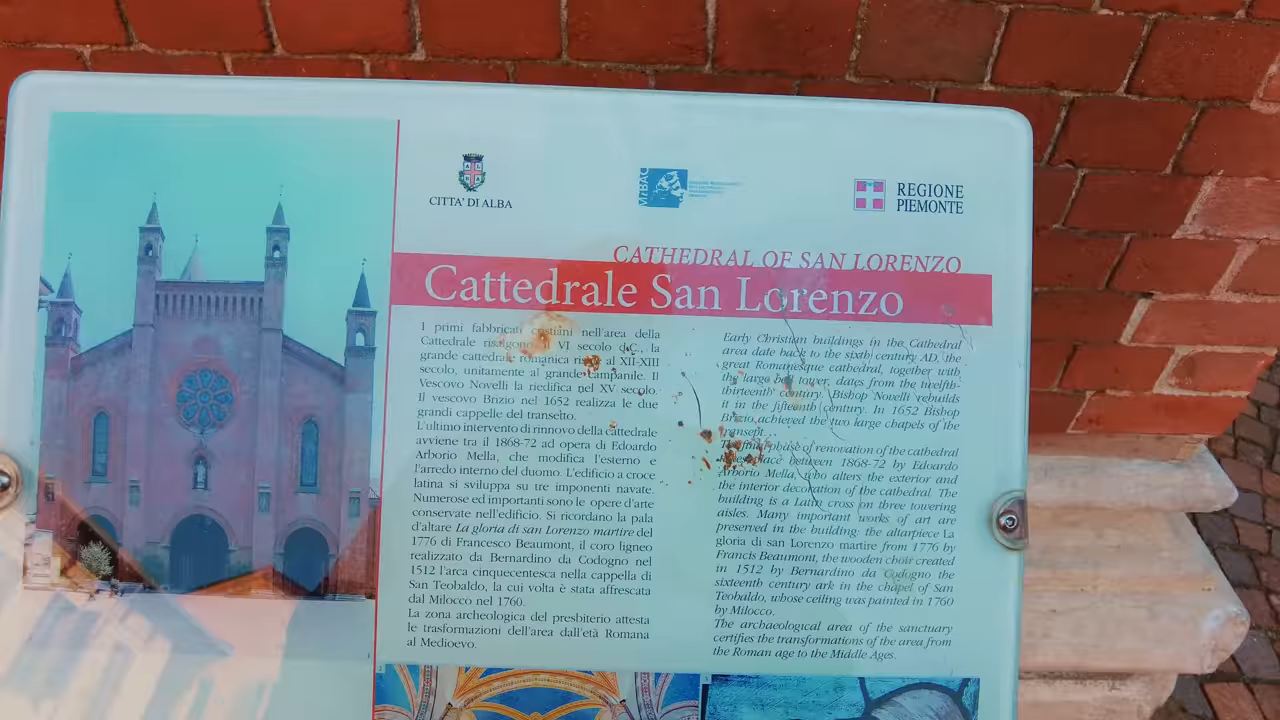 CITTA' DI ALBA
MiBAC
REGIONE
PIEMONTE
CATHEDRAL OF SAN LORENZO
Cattedrale San Lorenzo
I primi fabbricati cristiani nell'area della
Cattedrale risalgono VI secolo d.C., la
grande cattedrale romanica risale al XII-XIII
secolo, unitamente al grande campanile. Il
Vescovo Novelli la riedifica nel XV secolo.
Il vescovo Brizio nel 1652 realizza le due
grandi cappelle del transetto.
L'ultimo intervento di rinnovo della cattedrale
avviene tra il 1868-72 ad opera di Edoardo
Arborio Mella, che modifica l'esterno e
l'arredo interno del duomo. L'edificio a croce
latina si sviluppa su tre imponenti navate.
Numerose ed importanti sono le opere d'arte
conservate nell'edificio. Si ricordano la pala
d'altare La gloria di san Lorenzo martire del
1776 di Francesco Beaumont, il coro ligneo
realizzato da Bernardino da Codogno nel
1512 l'arca cinquecentesca nella cappella di
San Teobaldo, la cui volta è stata affrescata
dal Milocco nel 1760.
La zona archeologica del presbiterio attesta
le trasformazioni dell'area dall'età Romana
al Medioevo.
Early Christian buildings in the Cathedral
area date back to the sixth century AD, the
great Romanesque cathedral, together with
the large bell tower, dates from the twelfth-
thirteenth century. Bishop Novelli rebuilds
it in the fifteenth century. In 1652 Bishop
Brizio achieved the two large chapels of the
transept.
The final phase of renovation of the cathedral
place between 1868-72 by Edoardo
Arborio Mella, who alters the exterior and
the interior decoration of the cathedral. The
building is a Latin cross on three towering
aisles. Many important works of art are
preserved in the building: the altarpiece La
gloria di san Lorenzo martire from 1776 by
Francis Beaumont, the wooden choir created
in 1512 by Bernardino da Codogno the
sixteenth century ark in the chapel of San
Teobaldo, whose ceiling was painted in 1760
by Milocco.
The archaeological area of the sanctuary
certifies the transformations of the area from
the Roman age to the Middle Ages.
2
3